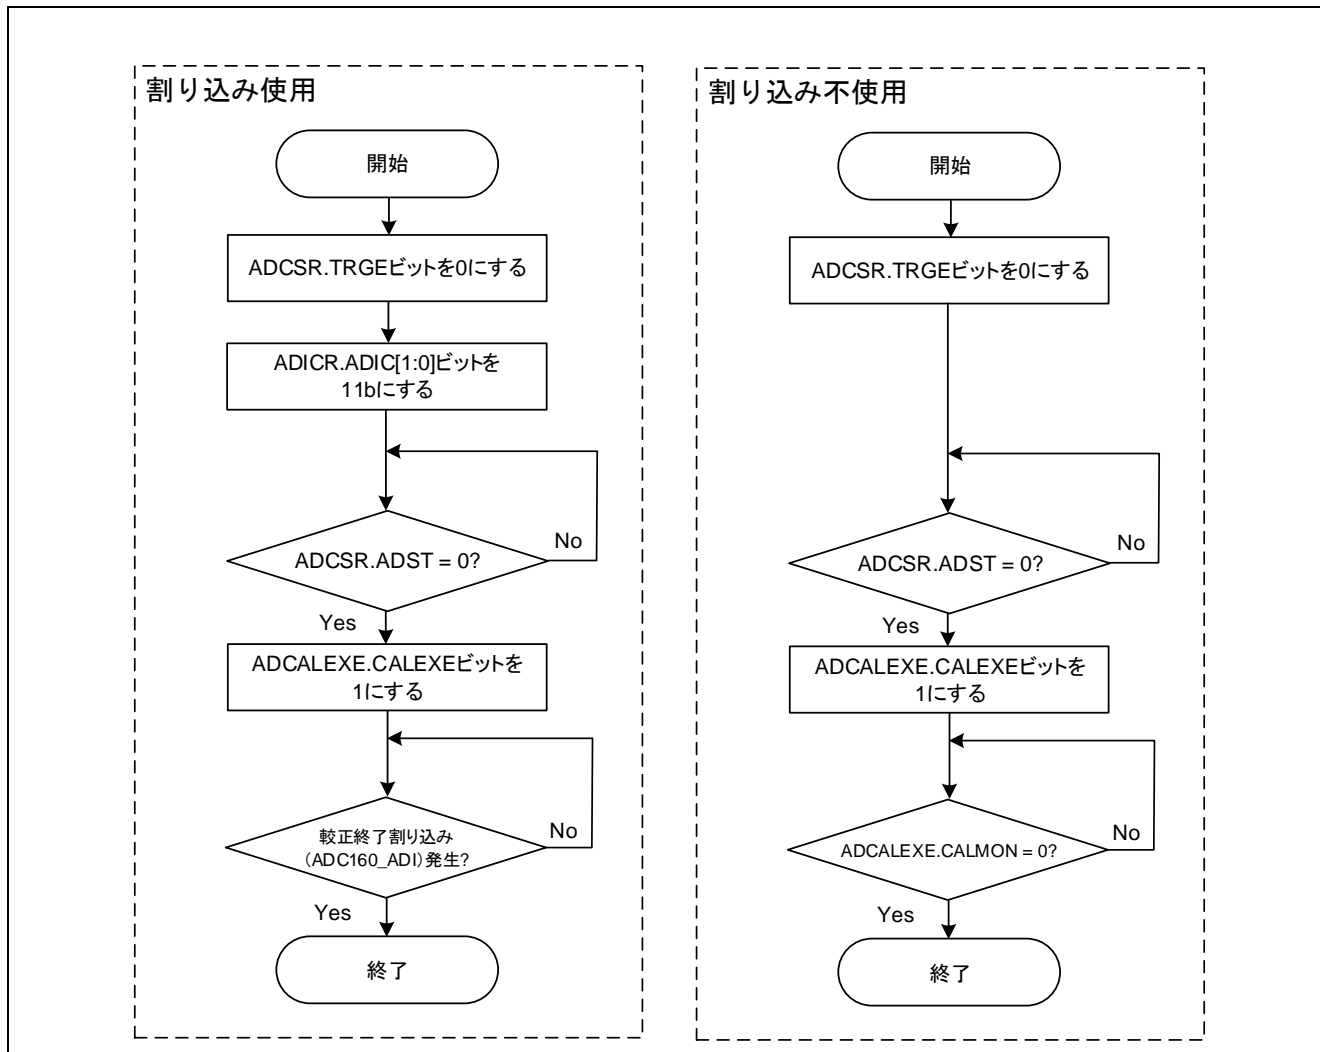 割り込み使用
開始
ADCSR.TRGEビットを0にする
ADICR.ADIC[1:0]ビットを
11bにする
No
ADCSR.ADST = 0?
Yes
ADCALEXE.CALEXEビットを
1にする
較正終了割り込み
(ADC160_ADI)発生?
No
Yes
終了
割り込み不使用
開始
ADCSR.TRGEビットを0にする
No
ADCSR.ADST = 0?
Yes
ADCALEXE.CALEXEビットを
1にする
No
ADCALEXE.CALMON = 0?
Yes
終了